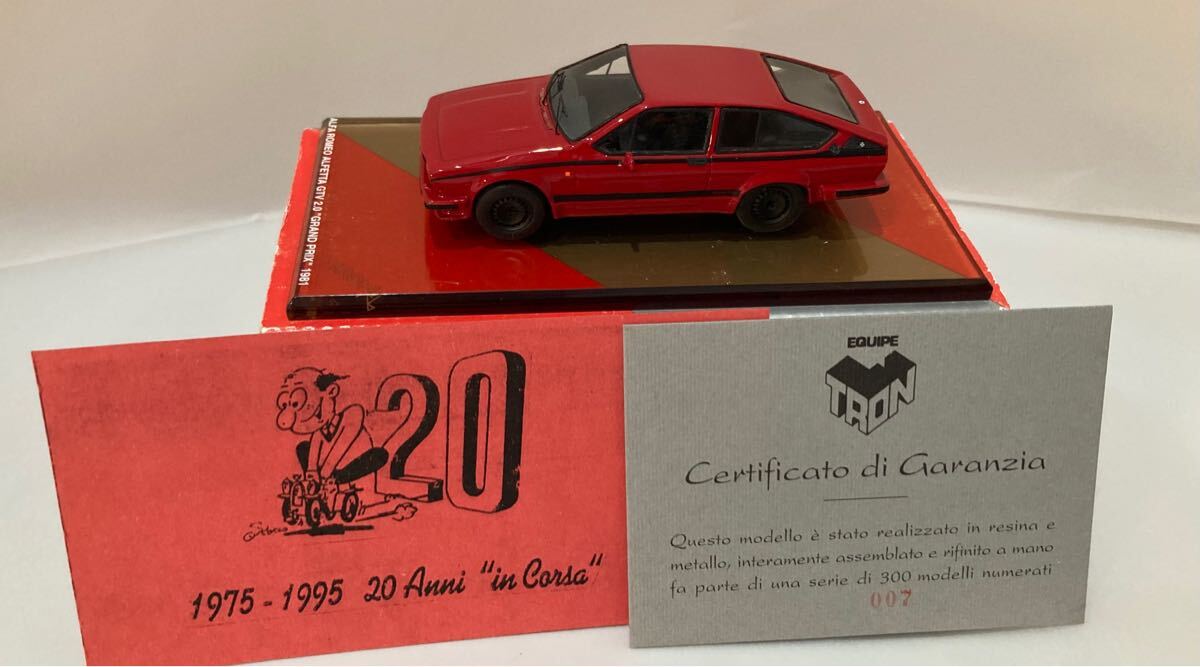 ALFA ROMEO ALFETTA GTV 2.0 "GRAND PRIX" 1981
20
1975 - 1995 20 Anni "in Corsa"
EQUIPE
TRON
Certificato di Garanzia
Questo modello è stato realizzato in resina e
metallo, interamente assemblato e rifinito a mano
fa parte di una serie di 300 modelli numerati
007